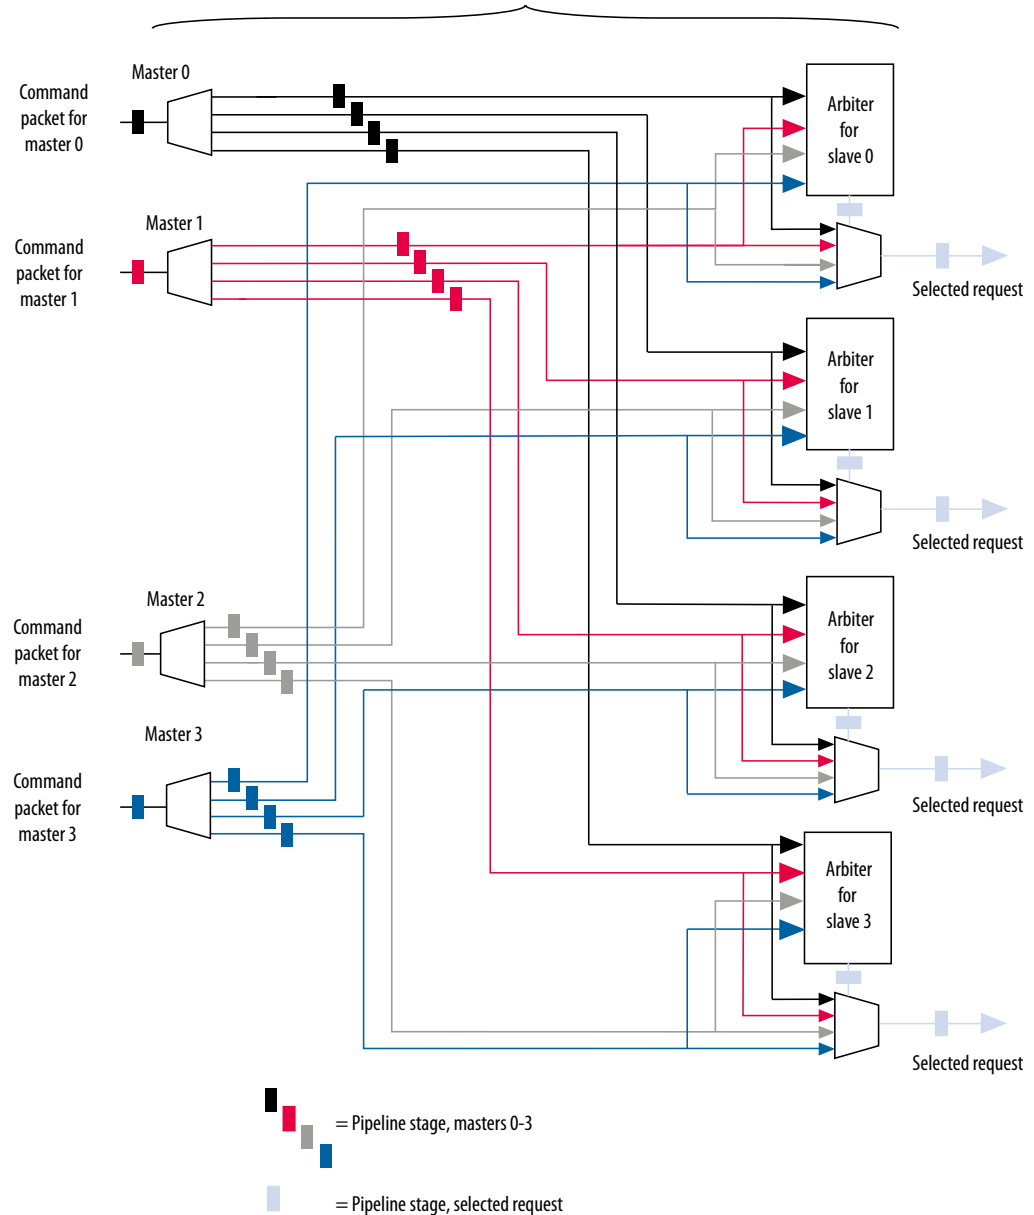 Master 0
Command
packet for
master 0
Arbiter
for
slave 0
Master 1
Command
packet for
master 1
Selected request
Arbiter
for
slave 1
Selected request
Master 2
Command
packet for
master 2
Arbiter
for
slave 2
Master 3
Command
packet for
master 3
Selected request
Arbiter
for
slave 3
Selected request
= Pipeline stage, masters 0-3
= Pipeline stage, selected request